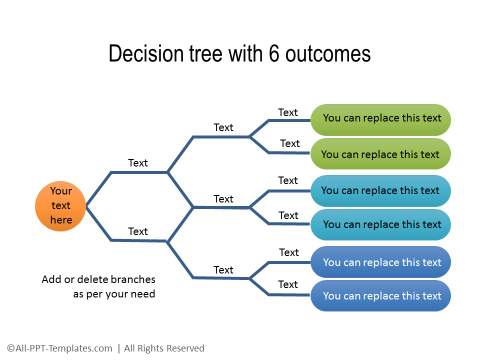 Decision tree with 6 outcomes
Text
You can replace this text
Text
Text
You can replace this text
Text
Text
You can replace this text
Your
text
here
Text
Text
You can replace this text
Text
Text
You can replace this text
Text
Add or delete branches
as per your need
Text
You can replace this text
©All-PPT-Templates.com | All Rights Reserved